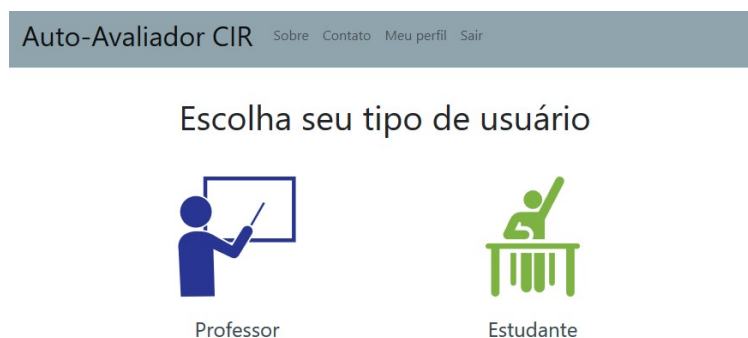 Auto-Avaliador CIR Sobre Contato Meu perfil Sair
Escolha seu tipo de usuário
Professor Estudante